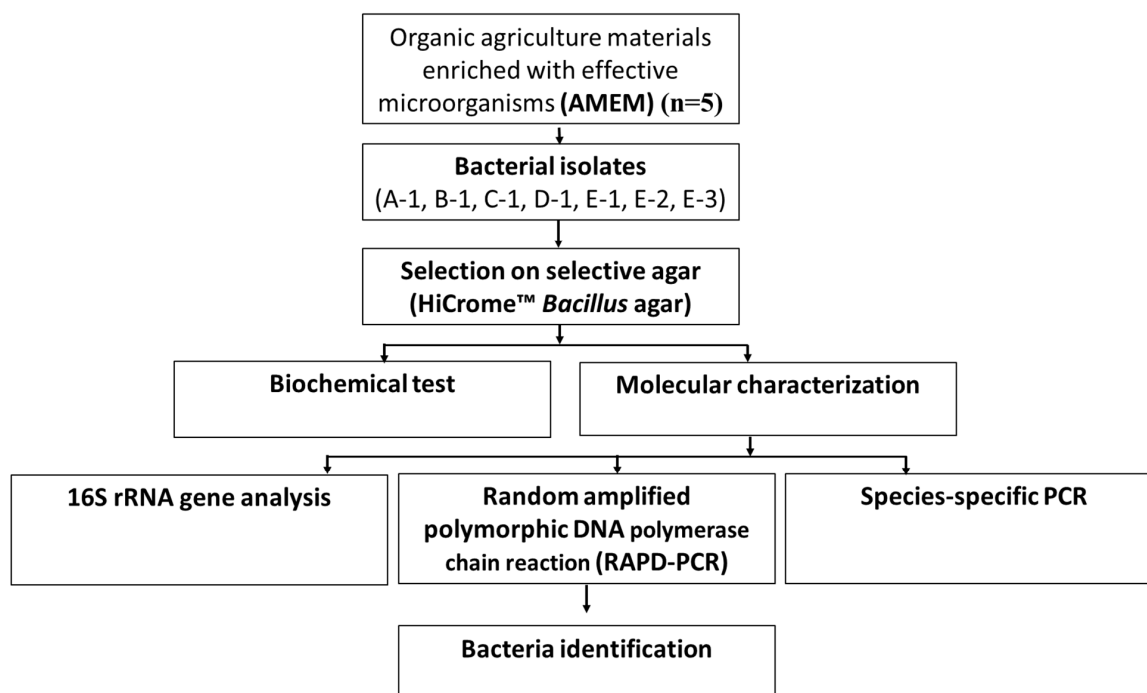 Organic agriculture materials
enriched with effective
microorganisms (AMEM) (n=5)
Bacterial isolates
(A-1, B-1, C-1, D-1, E-1, E-2, E-3)
Selection on selective agar
(HiCrome™ Bacillus agar)
Biochemical test
Molecular characterization
16S rRNA gene analysis
Random amplified
polymorphic DNA polymerase
chain reaction (RAPD-PCR)
Species-specific PCR
Bacteria identification